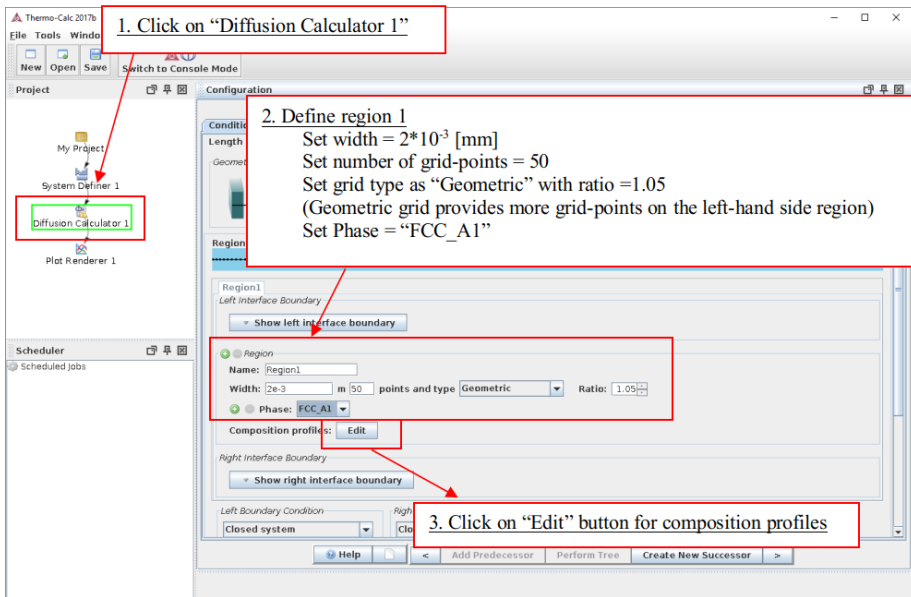 Thermo-Calc 2017b
1. Click on “Diffusion Calculator 1”
File Tools Windo
New Open Save Switch to Console Mode
Project
Configuration
2. Define region 1
Set width = 2*10-3 [mm]
Set number of grid-points = 50
Set grid type as “Geometric” with ratio =1.05
(Geometric grid provides more grid-points on the left-hand side region)
Set Phase = “FCC_A1”
Conditio
Length
Geomet
My Project
System Definer 1
Diffusion Calculator 1
Plot Renderer 1
Region
Region1
Left Interface Boundary
Show left interface boundary
Scheduler
Scheduled Jobs
Region
Name: Region1
Width: 2e-3 m 50 points and type Geometric Ratio: 1.05
Phase: FCC_A1
Composition profiles: Edit
Right Interface Boundary
Show right interface boundary
3. Click on “Edit” button for composition profiles
Left Boundary Condition
Righ
Closed system
Clo
Help < Add Predecessor Perform Tree Create New Successor >